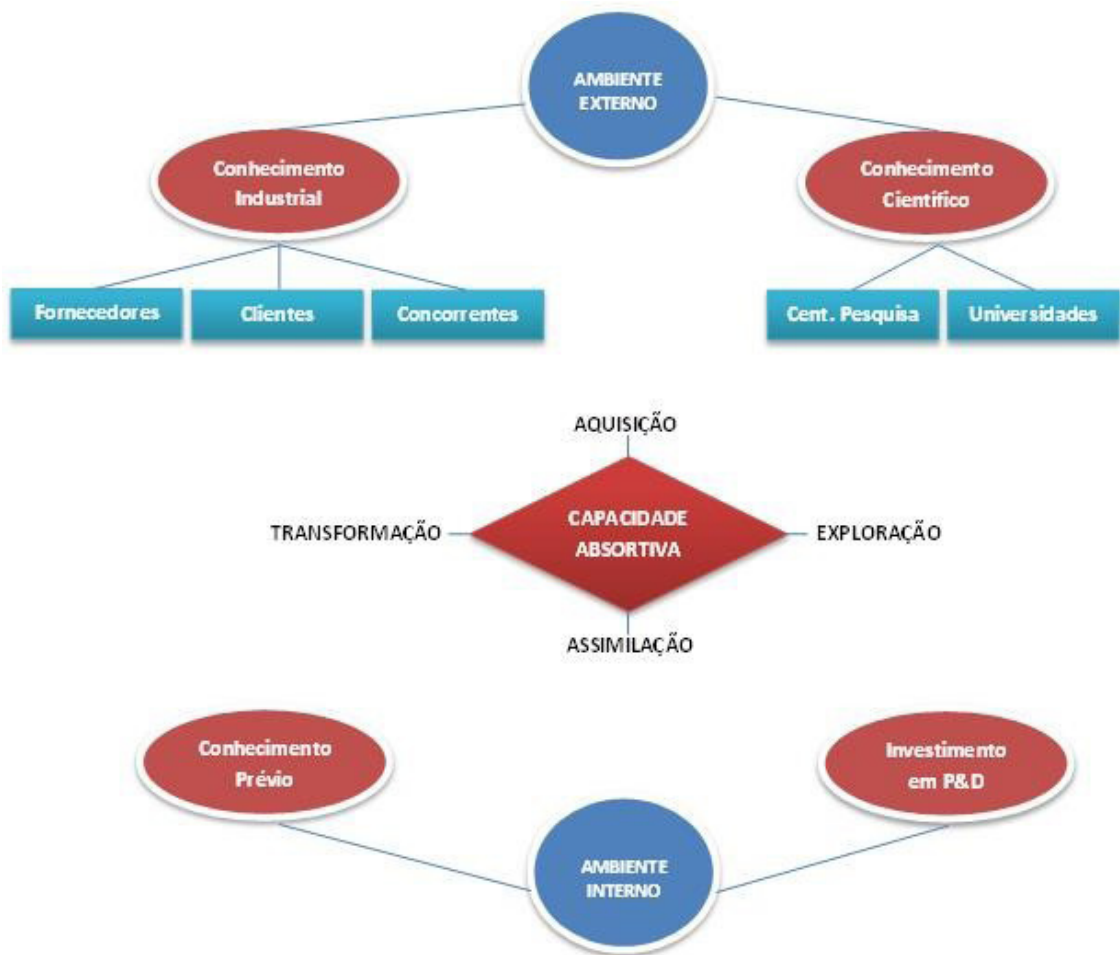 AMBIENTE
EXTERNO
Conhecimento
Industrial
Conhecimento
Científico
Fornecedores
Clientes
Concorrentes
Cent. Pesquisa
Universidades
AQUISIÇÃO
TRANSFORMAÇÃO
CAPACIDADE
ABSORTIVA
EXPLORAÇÃO
ASSIMILAÇÃO
Conhecimento
Prévio
Investimento
em P&D
AMBIENTE
INTERNO